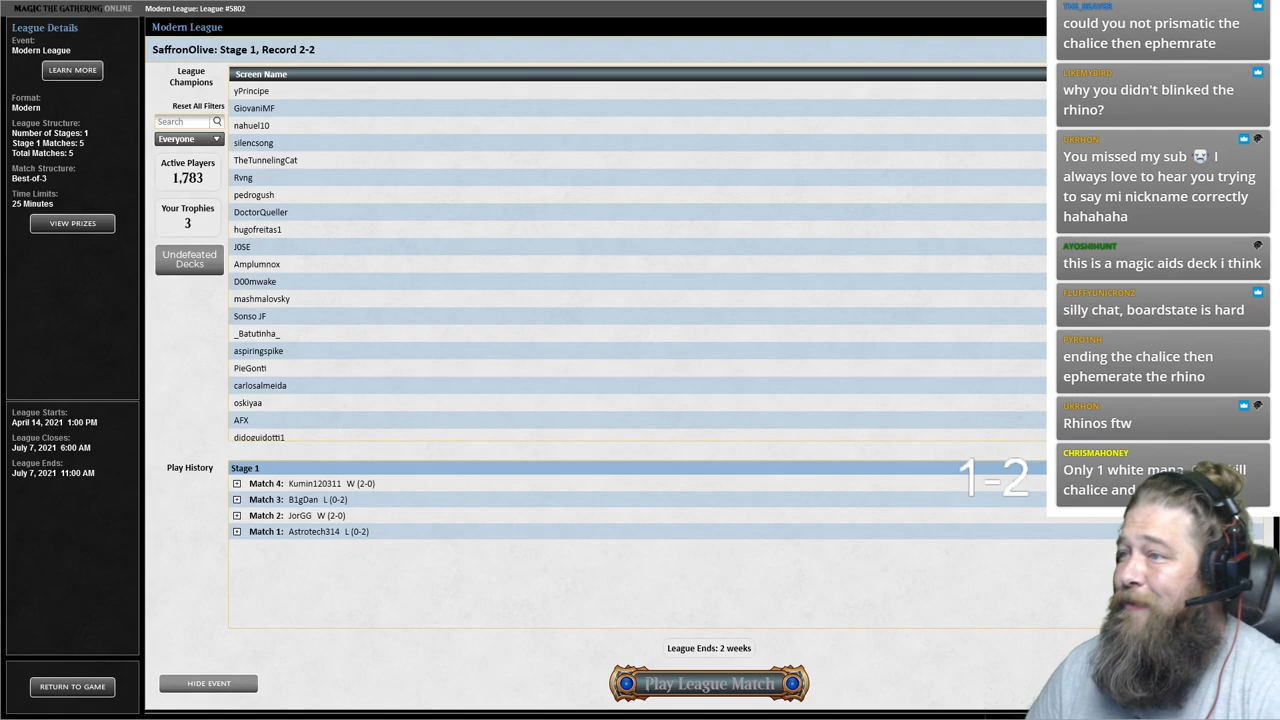 MAGIC THE GATHERING ONLINE
Modern League: League #5802
League Details
Event:
Modern League
LEARN MORE
Format:
Modern
League Structure:
Number of Stages: 1
Stage 1 Matches: 5
Total Matches: 5
Match Structure:
Best-of-3
Time Limits:
25 Minutes
VIEW PRIZES
League Starts:
April 14, 2021 1:00 PM
League Closes:
July 7, 2021 6:00 AM
League Ends:
July 7, 2021 11:00 AM
RETURN TO GAME
Modern League
SaffronOlive: Stage 1, Record 2-2
League
Champions
Reset All Filters
Search
Everyone
Active Players
1,783
Your Trophies
3
Undefeated
Decks
Screen Name
yPrincipe
GiovaniMF
nahuel10
silencsong
TheTunnelingCat
Rvng
pedrogush
DoctorQueller
hugofreitas1
J0SE
Amplumnox
D00mwake
mashmalovsky
Sonso JF
_Batutinha_
aspiringspike
PieGonti
carlosalmeida
oskiyaa
AFX
didoguidotti1
Play History
Stage 1
Match 4: Kumin120311 W (2-0)
Match 3: B1gDan L (0-2)
Match 2: JorGG W (2-0)
Match 1: Astrotech314 L (0-2)
1-2
League Ends: 2 weeks
HIDE EVENT
Play League Match
could you not prismatic the
chalice then ephemrate
LIKEMYBIRD
why you didn't blinked the
rhino?
UKRHON
You missed my sub 😭 I
always love to hear you trying
to say mi nickname correctly
hahahaha
AYOSHIHUNT
this is a magic aids deck i think
FLUFFYUNICRONZ
silly chat, boardstate is hard
PYRO1NH
ending the chalice then
ephemerate the rhino
UKRHON
Rhinos ftw
CHRISMAHONEY
Only 1 white mana
chalice and